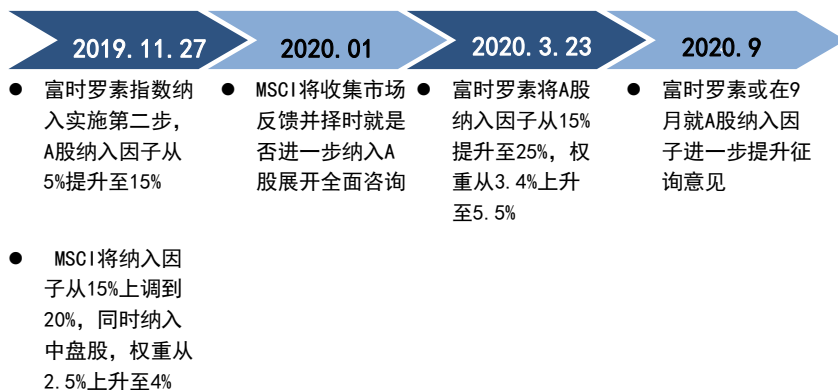 2019.11.27
● 富时罗素指数纳
入实施第二步，
A股纳入因子从
5%提升至15%
● MSCI将纳入因
子从15%上调到
20%，同时纳入
中盘股，权重从
2.5%上升至4%
2020.01
● MSCI将收集市场
反馈并择时就是
否进一步纳入A
股展开全面咨询
2020.3.23
● 富时罗素将A股
纳入因子从15%
提升至25%，权
重从3.4%上升
至5.5%
2020.9
● 富时罗素或在9
月就A股纳入因
子进一步提升征
询意见